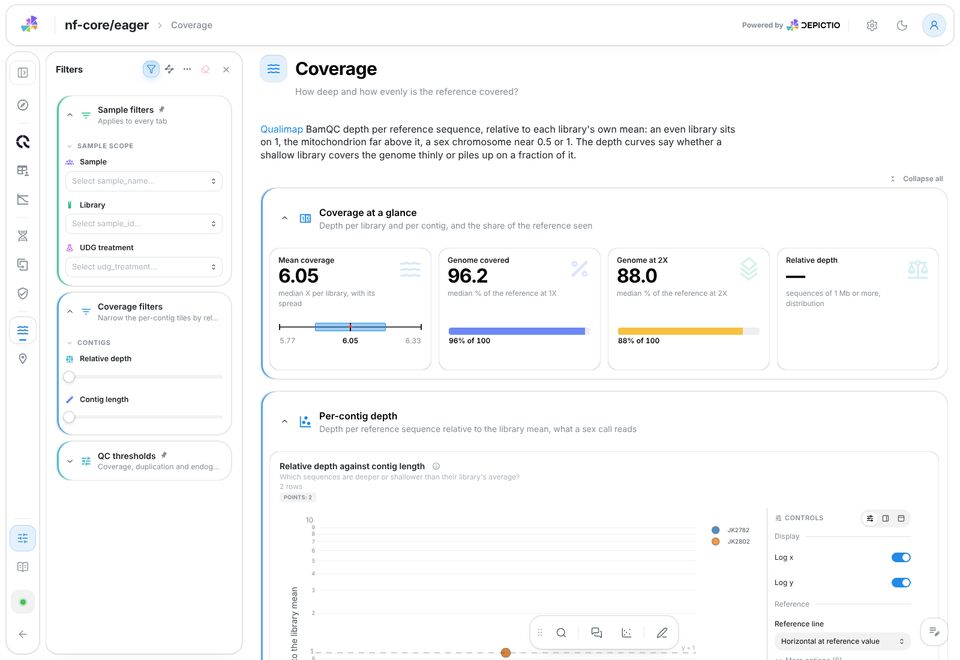 nf-core/eager
Coverage
Powered by DEPICTIO
Filters
Sample filters
Applies to every tab
SAMPLE SCOPE
Sample
Select sample_name...
Library
Select sample_id...
UDG treatment
Select udg_treatment...
Coverage filters
Narrow the per-contig tiles by rel...
CONTIGS
Relative depth
Contig length
QC thresholds
Coverage, duplication and endog...
Coverage
How deep and how evenly is the reference covered?
Qualimap BamQC depth per reference sequence, relative to each library's own mean: an even library sits
on 1, the mitochondrion far above it, a sex chromosome near 0.5 or 1. The depth curves say whether a
shallow library covers the genome thinly or piles up on a fraction of it.
Collapse all
Coverage at a glance
Depth per library and per contig, and the share of the reference seen
Mean coverage
6.05
median X per library, with its
spread
5.77 6.05 6.33
Genome covered
96.2
median % of the reference at 1X
96% of 100
Genome at 2X
88.0
median % of the reference at 2X
88% of 100
Relative depth
—
sequences of 1 Mb or more,
distribution
Per-contig depth
Depth per reference sequence relative to the library mean, what a sex call reads
Relative depth against contig length
Which sequences are deeper or shallower than their library's average?
2 rows
POINTS: 2
10
9
8
7
6
5
4
3
2
1
9
to the library mean
y = 1
JK2782
JK2802
CONTROLS
Display
Log x
Log y
Reference
Reference line
Horizontal at reference value